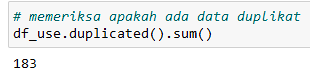 # memeriksa apakah ada data duplikat
df_use.duplicated().sum()
183